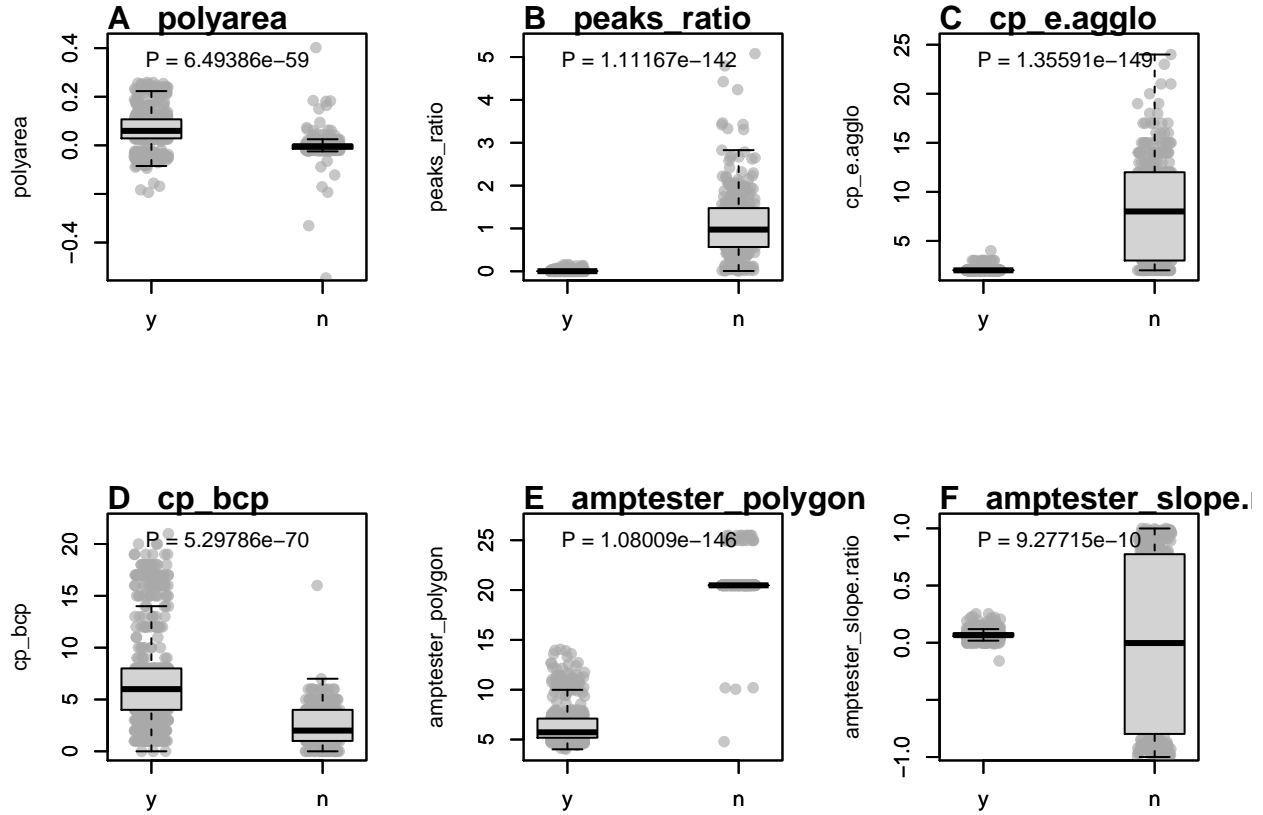 A polyarea
P = 6.49386e−59
polyarea
0.4
0.2
0.0
−0.4
y n
B peaks_ratio
P = 1.11167e−142
peaks_ratio
5
4
3
2
1
0
y n
C cp_e.agglo
P = 1.35591e−149
cp_e.agglo
25
20
15
10
5
y n
D cp_bcp
P = 5.29786e−70
cp_bcp
20
15
10
5
0
y n
E amptester_polygon
P = 1.08009e−146
amptester_polygon
25
20
15
10
5
y n
F amptester_slope.
P = 9.27715e−10
amptester_slope.ratio
1.0
0.5
0.0
−1.0
y n